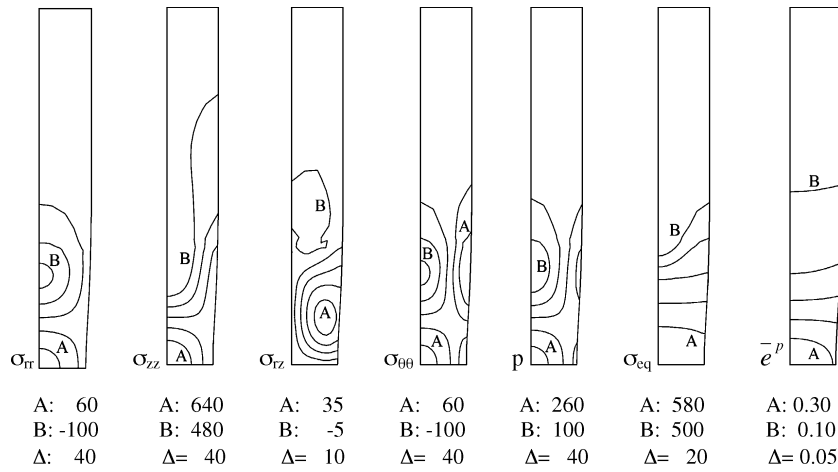 B B B B B B B
A A A A A A A A
σrr σzz σrz σθθ p σeq e̅ p
A: 60 A: 640 A: 35 A: 60 A: 260 A: 580 A: 0.30
B: -100 B: 480 B: -5 B: -100 B: 100 B: 500 B: 0.10
Δ: 40 Δ= 40 Δ= 10 Δ= 40 Δ= 40 Δ= 20 Δ= 0.05